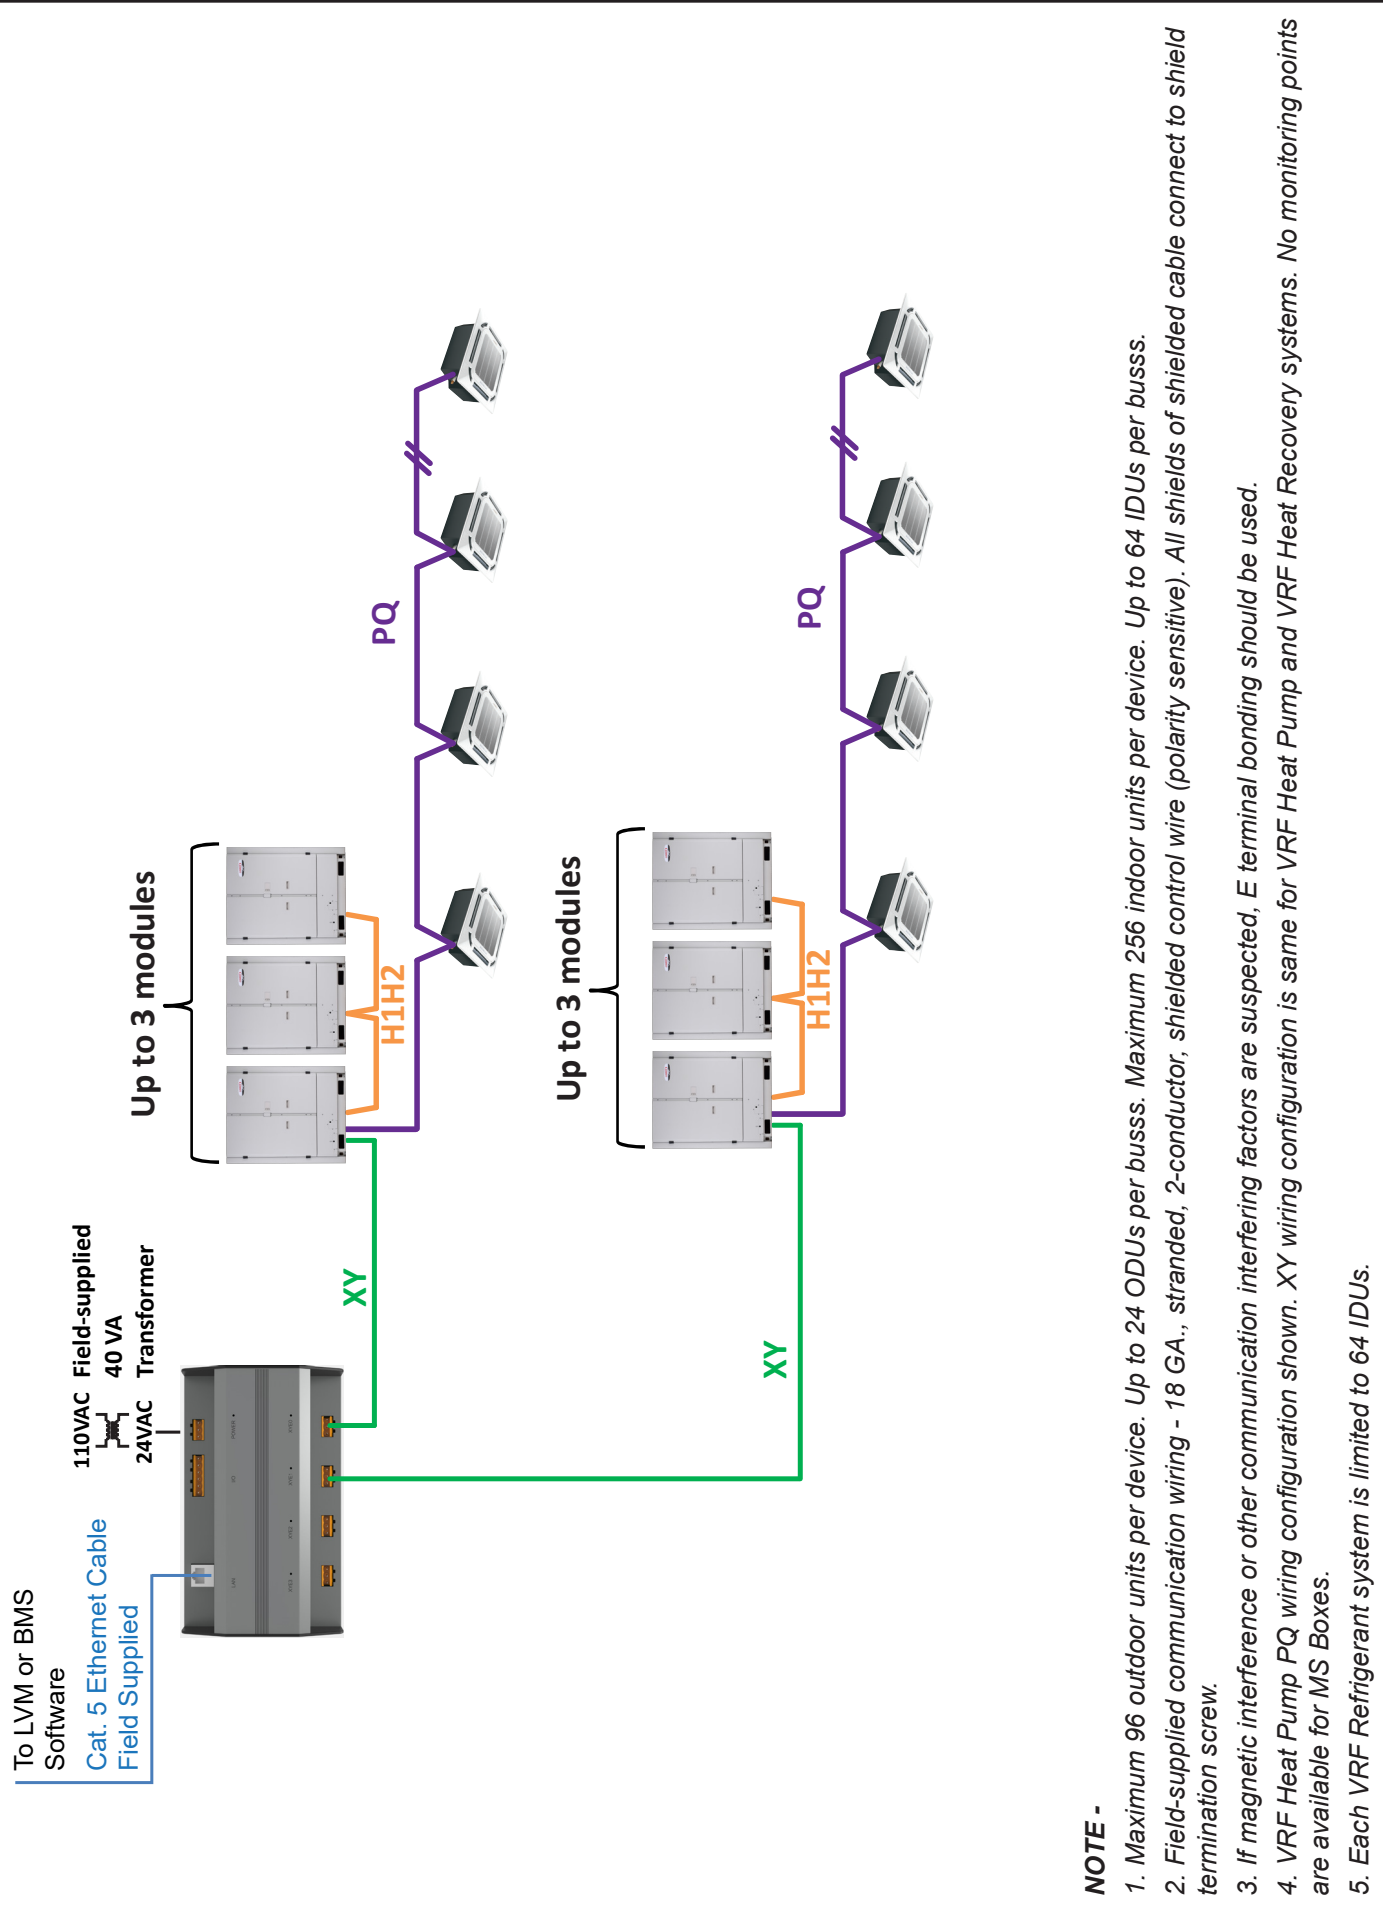 To LVM or BMS
Software
Cat. 5 Ethernet Cable
Field Supplied
110VAC Field-supplied
40 VA
24VAC Transformer
LAN
I/O
POWER
XYE3
XYE2
XYE1
XY
Up to 3 modules
H1H2
PQ
XY
Up to 3 modules
H1H2
PQ
NOTE -
1. Maximum 96 outdoor units per device. Up to 24 ODUs per busss. Maximum 256 indoor units per device. Up to 64 IDUs per busss.
2. Field-supplied communication wiring - 18 GA., stranded, 2-conductor, shielded control wire (polarity sensitive). All shields of shielded cable connect to shield
termination screw.
3. If magnetic interference or other communication interfering factors are suspected, E terminal bonding should be used.
4. VRF Heat Pump PQ wiring configuration shown. XY wiring configuration is same for VRF Heat Pump and VRF Heat Recovery systems. No monitoring points
are available for MS Boxes.
5. Each VRF Refrigerant system is limited to 64 IDUs.